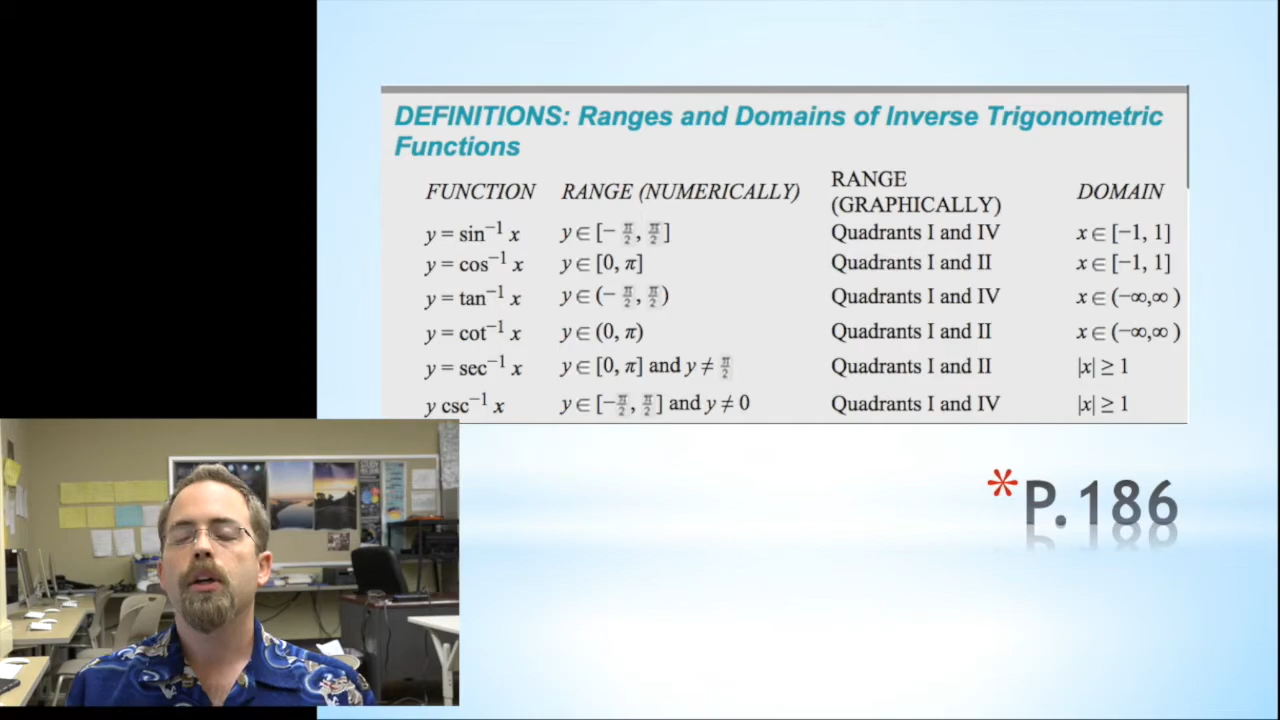 DEFINITIONS: Ranges and Domains of Inverse Trigonometric
Functions
FUNCTION RANGE (NUMERICALLY) RANGE (GRAPHICALLY) DOMAIN
y = sin⁻¹ x y ∈ [− π/2, π/2] Quadrants I and IV x ∈ [−1, 1]
y = cos⁻¹ x y ∈ [0, π] Quadrants I and II x ∈ [−1, 1]
y = tan⁻¹ x y ∈ (− π/2, π/2) Quadrants I and IV x ∈ (−∞,∞ )
y = cot⁻¹ x y ∈ (0, π) Quadrants I and II x ∈ (−∞,∞ )
y = sec⁻¹ x y ∈ [0, π] and y ≠ π/2 Quadrants I and II |x| ≥ 1
y csc⁻¹ x y ∈ [−π/2, π/2 ] and y ≠ 0 Quadrants I and IV |x| ≥ 1
*P.186